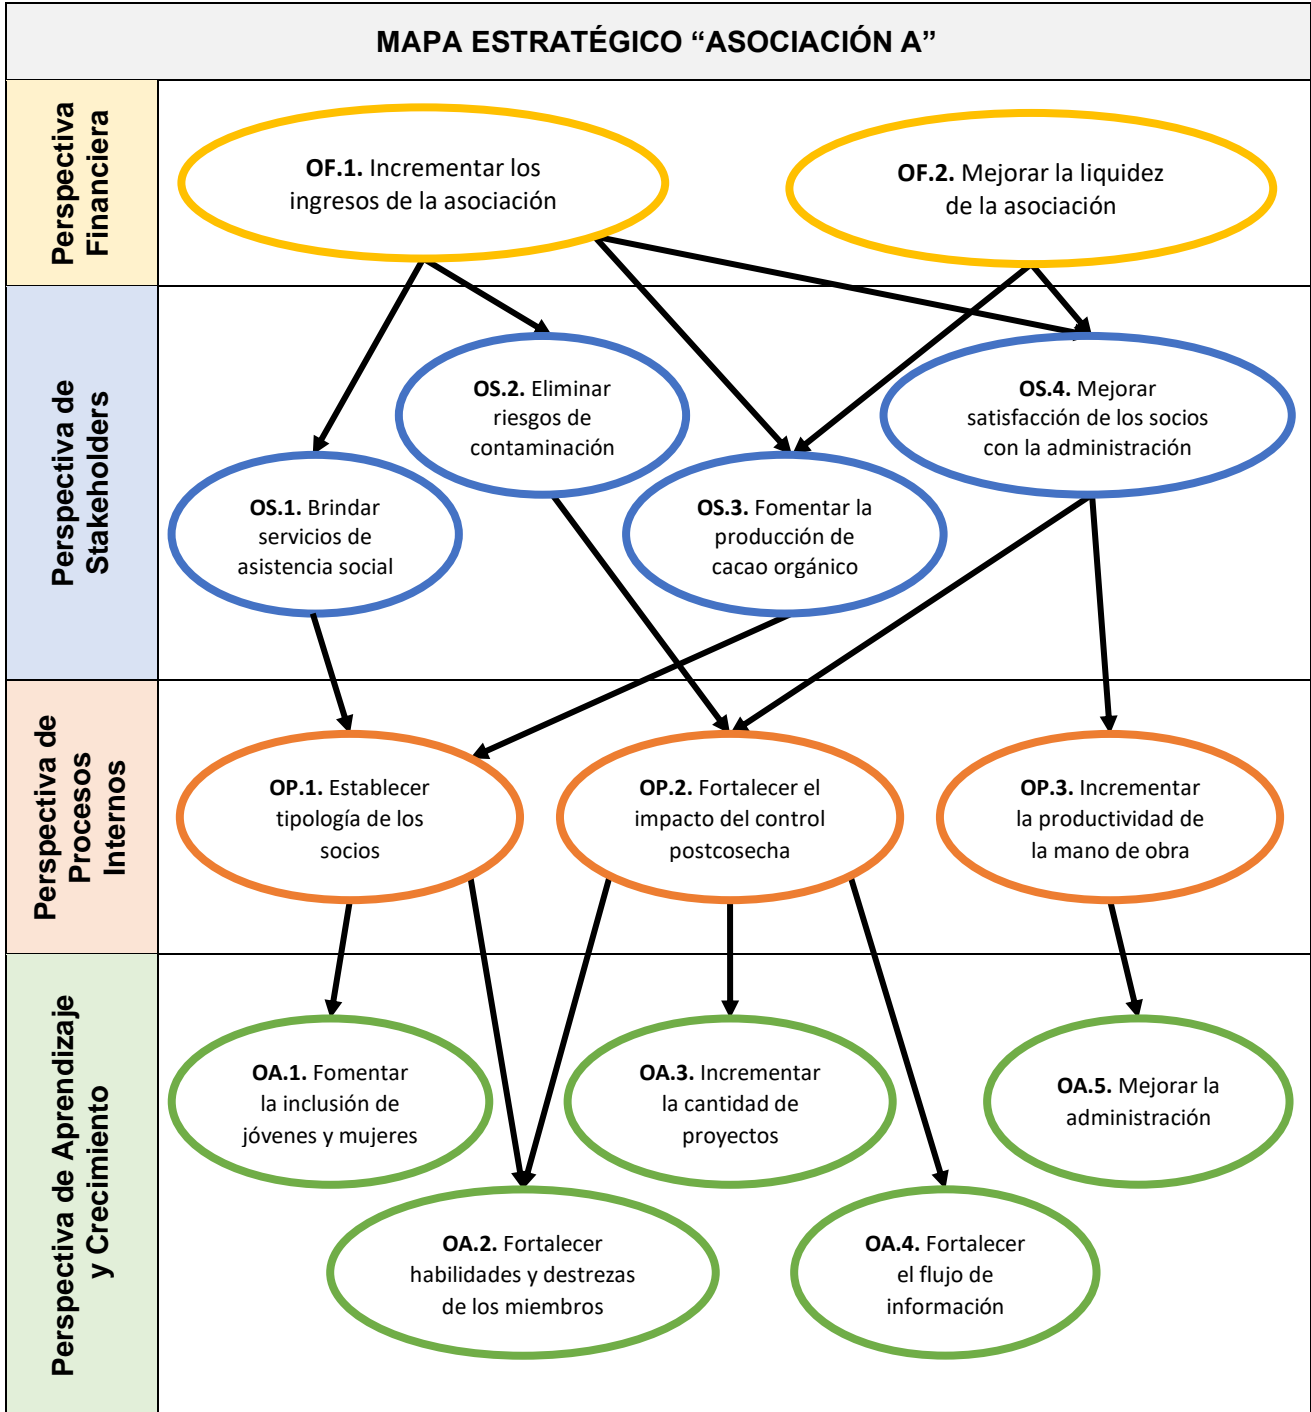 MAPA ESTRATÉGICO “ASOCIACIÓN A”
Perspectiva
Financiera
OF.1. Incrementar los
ingresos de la asociación
OF.2. Mejorar la liquidez
de la asociación
Perspectiva de
Stakeholders
OS.1. Brindar
servicios de
asistencia social
OS.2. Eliminar
riesgos de
contaminación
OS.3. Fomentar la
producción de
cacao orgánico
OS.4. Mejorar
satisfacción de los socios
con la administración
Perspectiva de
Procesos
Internos
OP.1. Establecer
tipología de los
socios
OP.2. Fortalecer el
impacto del control
postcosecha
OP.3. Incrementar
la productividad de
la mano de obra
Perspectiva de Aprendizaje
y Crecimiento
OA.1. Fomentar
la inclusión de
jóvenes y mujeres
OA.2. Fortalecer
habilidades y destrezas
de los miembros
OA.3. Incrementar
la cantidad de
proyectos
OA.4. Fortalecer
el flujo de
información
OA.5. Mejorar la
administración